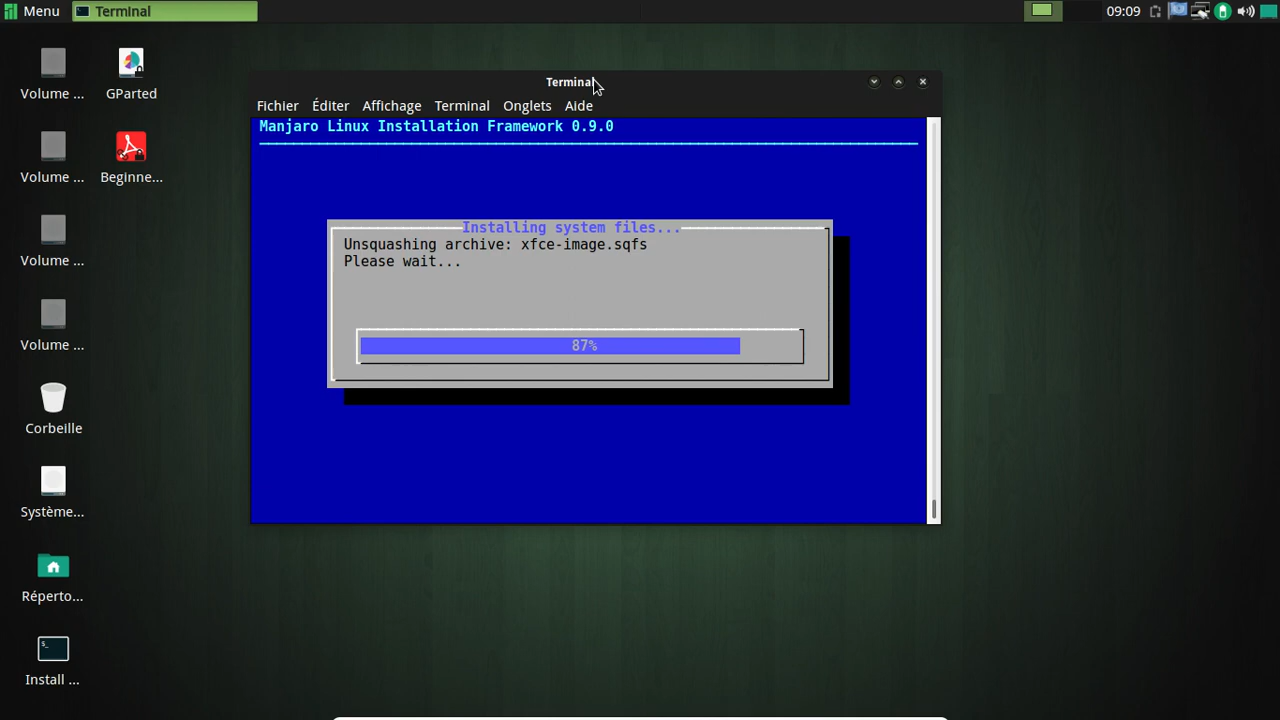 Menu
Terminal
09:09
Volume ...
GParted
Volume ...
Beginne...
Volume ...
Volume ...
Corbeille
Système...
Réperto...
Install ...
Terminal
Fichier Éditer Affichage Terminal Onglets Aide
Manjaro Linux Installation Framework 0.9.0
Installing system files...
Unsquashing archive: xfce-image.sqfs
Please wait...
87%